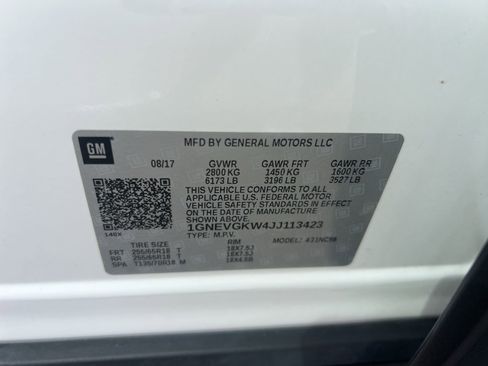 GM
MFD BY GENERAL MOTORS LLC
08/17 GVWR GAWR FRT GAWR RR
2800 KG 1450 KG 1600 KG
6173 LB 3196 LB 3527 LB
THIS VEHICLE CONFORMS TO ALL
APPLICABLE U.S. FEDERAL MOTOR
VEHICLE SAFETY STANDARDS IN EFFECT
ON THE DATE OF MANUFACTURE
SHOWN ABOVE.
1GNEVGKW4JJ113423
TYPE: M.P.V. MODEL:
TIRE SIZE RIM
FRT 255/65R18 T 18X7.5J
RR 255/65R18 T 18X7.5J
SPA T135/70R18 M